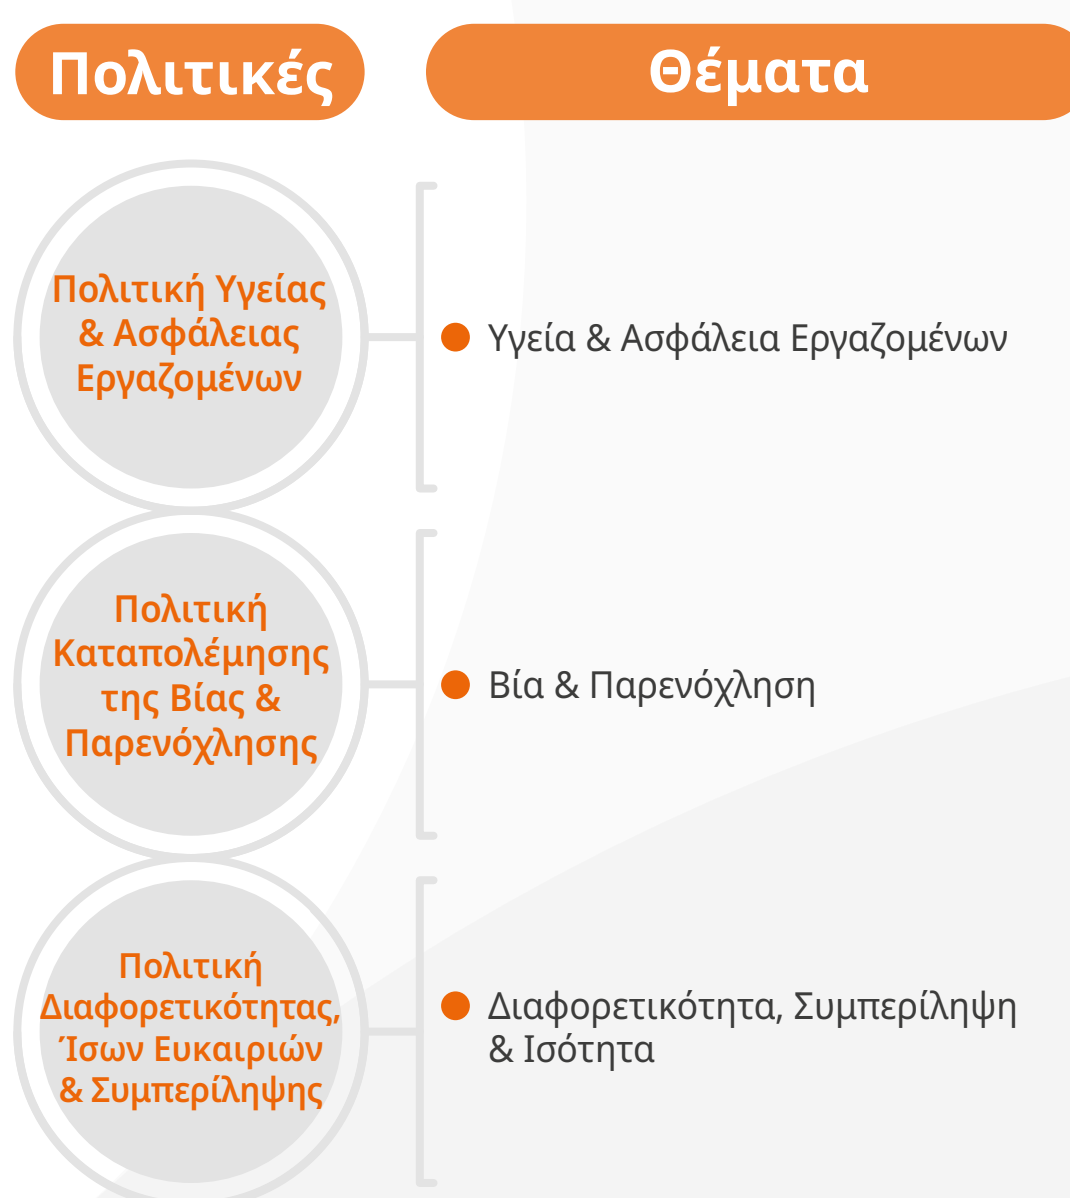 Πολιτικές
Θέματα
Πολιτική Υγείας
& Ασφάλειας
Εργαζομένων
Υγεία & Ασφάλεια Εργαζομένων
Πολιτική
Καταπολέμησης
της Βίας &
Παρενόχλησης
Βία & Παρενόχληση
Πολιτική
Διαφορετικότητας,
Ίσων Ευκαιριών
& Συμπερίληψης
Διαφορετικότητα, Συμπερίληψη
& Ισότητα